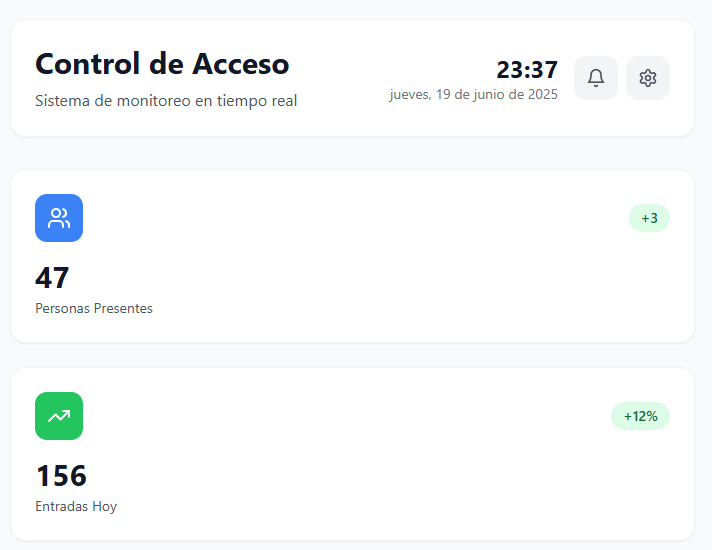 Control de Acceso
Sistema de monitoreo en tiempo real
23:37
jueves, 19 de junio de 2025
+3
47
Personas Presentes
+12%
156
Entradas Hoy